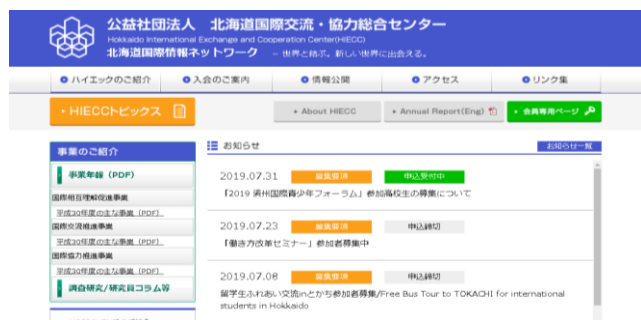 公益社団法人 北海道国際交流・協力総合センター
Hokkaido International Exchange and Cooperation Center(HIECC)
北海道国際情報ネットワーク - 世界と結ぶ。新しい世界に出会える。
ハイエックのご紹介 入会のご案内 情報公開 アクセス リンク集
HIECCトピックス About HIECC Annual Report(Eng) 会員専用ページ
事業のご紹介
事業年報(PDF)
国際相互理解促進事業
平成30年度の主な事業(PDF)
国際交流推進事業
平成30年度の主な事業(PDF)
国際協力推進事業
平成30年度の主な事業(PDF)
調査研究/研究員コラム等
お知らせ お知らせ一覧
2019.07.31 募集要項 申込受付中
「2019 済州国際青少年フォーラム」参加高校生の募集について
2019.07.23 募集要項 申込締切
「働き方改革セミナー」参加者募集中
2019.07.08 募集要項 申込締切
留学生ふれあい交流inとかち参加者募集/Free Bus Tour to TOKACHI for international
students in Hokkaido